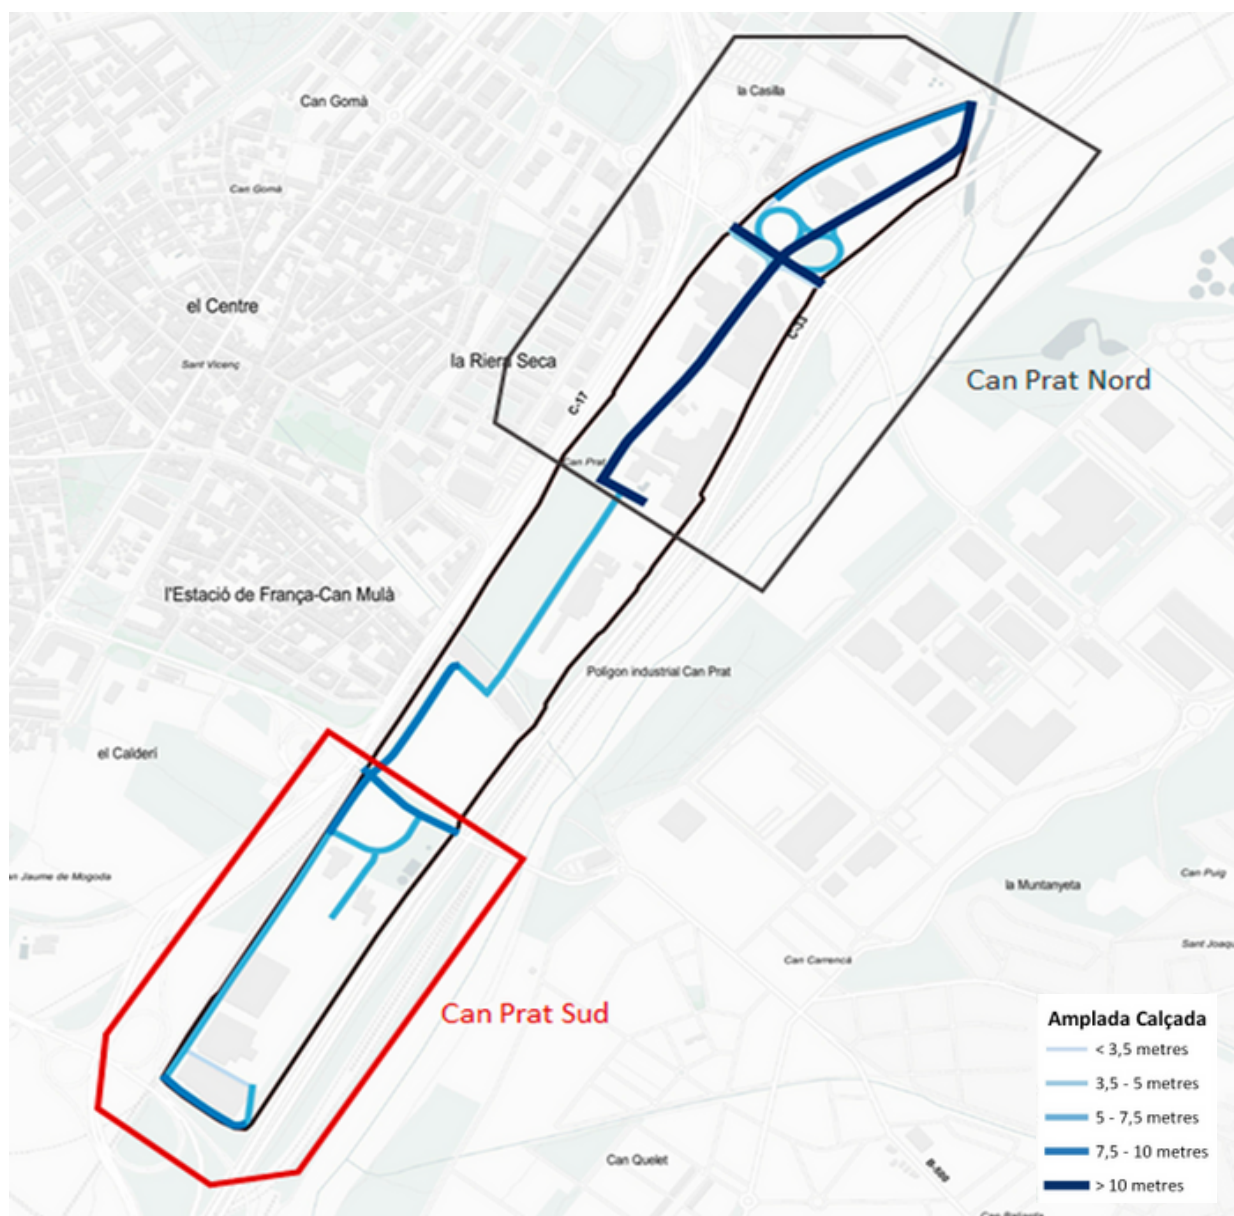 la Casilla
Can Gomà
Can Gomà
el Centre
C-33
Sant Vicenç
la Riera Seca
Can Prat Nord
C-17
Can Prat
l'Estació de França-Can Mulà
Polígon industrial Can Prat
el Calderí
an Jaume de Mogoda
Can Puig
la Muntanyeta
Sant Joaqu
Can Carrencà
Can Prat Sud
Amplada Calçada
< 3,5 metres
3,5 - 5 metres
5 - 7,5 metres
7,5 - 10 metres
> 10 metres
Can Quelet
B-500